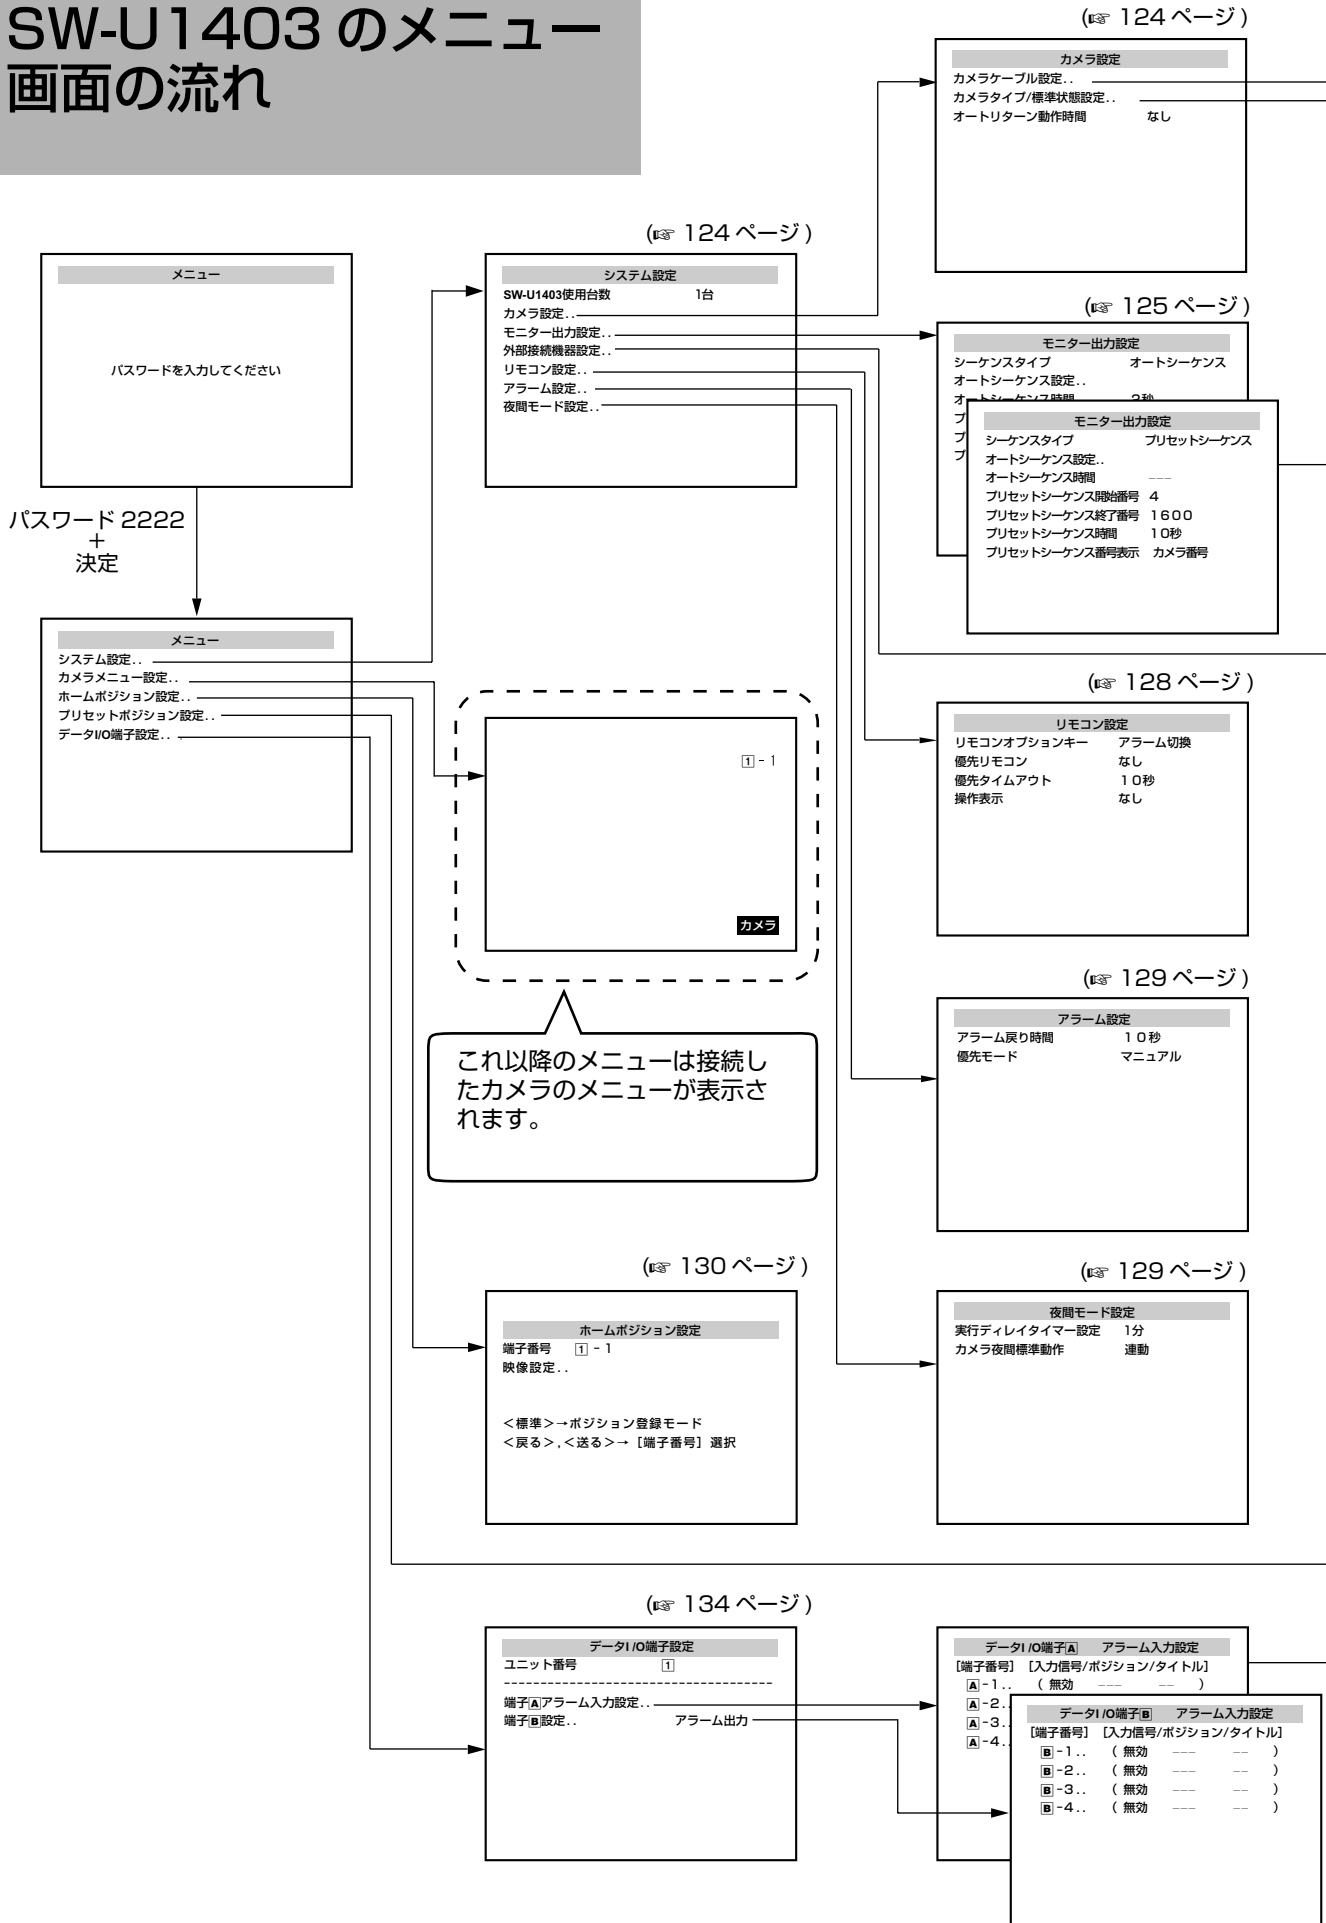 SW-U1403 のメニュー
画面の流れ
(☞ 124 ページ )
カメラ設定
カメラケーブル設定..
カメラタイプ/標準状態設定..
オートリターン動作時間 なし
(☞ 124 ページ )
メニュー
パスワードを入力してください
システム設定
SW-U1403使用台数 1台
カメラ設定..
モニター出力設定..
外部接続機器設定..
リモコン設定..
アラーム設定..
夜間モード設定..
(☞ 125 ページ )
モニター出力設定
シーケンスタイプ オートシーケンス
オートシーケンス設定..
オートシーケンス時間 2秒
プ
プ
プ
モニター出力設定
シーケンスタイプ プリセットシーケンス
オートシーケンス設定..
オートシーケンス時間 ---
プリセットシーケンス開始番号 4
プリセットシーケンス終了番号 1600
プリセットシーケンス時間 10秒
プリセットシーケンス番号表示 カメラ番号
パスワード 2222
+
決定
メニュー
システム設定..
カメラメニュー設定..
ホームポジション設定..
プリセットポジション設定..
データI/O端子設定..
1 - 1
カメラ
これ以降のメニューは接続し
たカメラのメニューが表示さ
れます。
(☞ 128 ページ )
リモコン設定
リモコンオプションキー アラーム切換
優先リモコン なし
優先タイムアウト 10秒
操作表示 なし
(☞ 129 ページ )
アラーム設定
アラーム戻り時間 10秒
優先モード マニュアル
(☞ 130 ページ )
ホームポジション設定
端子番号 1 - 1
映像設定..
＜標準＞→ポジション登録モード
＜戻る＞,＜送る＞→［端子番号］選択
(☞ 129 ページ )
夜間モード設定
実行ディレイタイマー設定 1分
カメラ夜間標準動作 連動
(☞ 134 ページ )
データI /O端子設定
ユニット番号 1
-------------------------------------
端子Aアラーム入力設定..
端子B設定.. アラーム出力
データI /O端子A アラーム入力設定
［端子番号］［入力信号/ポジション/タイトル］
A-1.. ( 無効 --- -- )
A-2..
A-3..
A-4..
データI /O端子B アラーム入力設定
［端子番号］［入力信号/ポジション/タイトル］
B-1.. ( 無効 --- -- )
B-2.. ( 無効 --- -- )
B-3.. ( 無効 --- -- )
B-4.. ( 無効 --- -- )